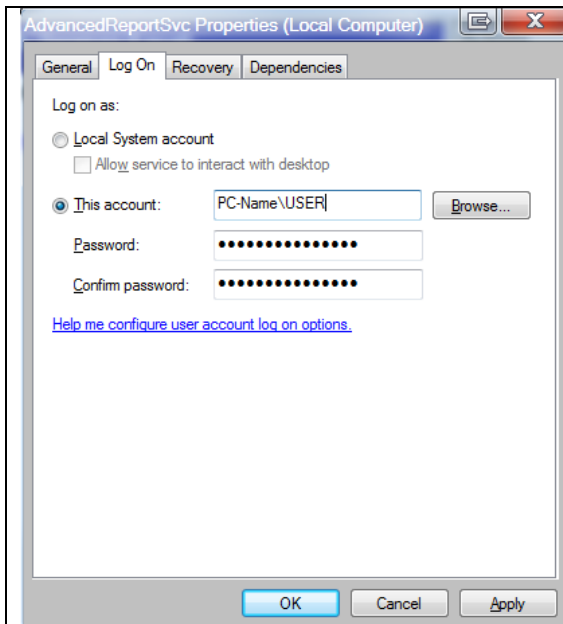 AdvancedReportSvc Properties (Local Computer)
General Log On Recovery Dependencies
Log on as:
Local System account
Allow service to interact with desktop
This account: PC-Name\USER Browse...
Password: •••••••••••••••
Confirm password: •••••••••••••••
Help me configure user account log on options.
OK Cancel Apply